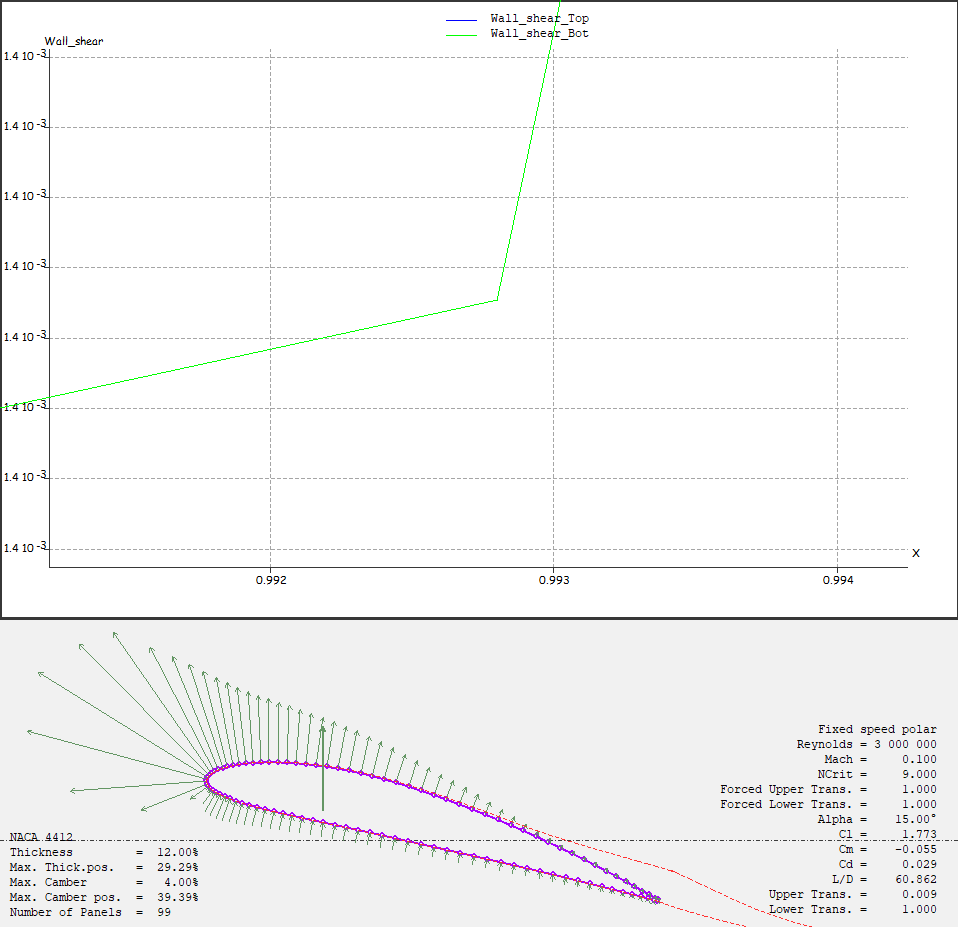 Wall_shear_Top
Wall_shear_Bot
Wall_shear
1.4 10 -3
1.4 10 -3
1.4 10 -3
1.4 10 -3
1.4 10 -3
1.4 10 -3
1.4 10 -3
1.4 10 -3
X
0.992 0.993 0.994
Fixed speed polar
Reynolds = 3 000 000
Mach = 0.100
NCrit = 9.000
Forced Upper Trans. = 1.000
Forced Lower Trans. = 1.000
Alpha = 15.00°
Cl = 1.773
Cm = -0.055
Cd = 0.029
L/D = 60.862
Upper Trans. = 0.009
Lower Trans. = 1.000
NACA 4412
Thickness = 12.00%
Max. Thick.pos. = 29.29%
Max. Camber = 4.00%
Max. Camber pos. = 39.39%
Number of Panels = 99